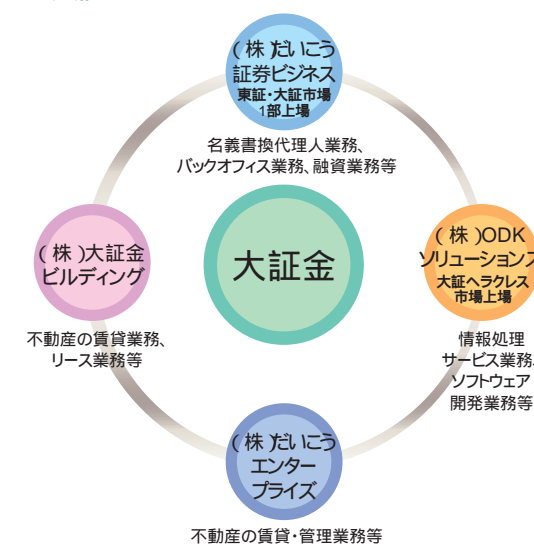 (株)だいこう
証券ビジネス
東証・大証市場
1部上場
名義書換代理人業務、
バックオフィス業務、融資業務等
大証金
(株)大証金
ビルディング
不動産の賃貸業務、
リース業務等
(株)ODK
ソリューションズ
大証ヘラクレス
市場上場
情報処理
サービス業務、
ソフトウェア
開発業務等
(株)だいこう
エンター
プライズ
不動産の賃貸・管理業務等